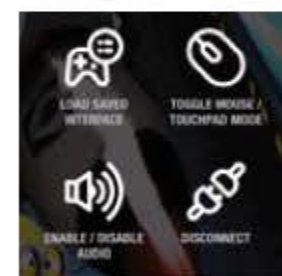 LOAD SAVED
INTERFACE
TOGGLE MOUSE /
TOUCHPAD MODE
ENABLE / DISABLE
AUDIO
DISCONNECT